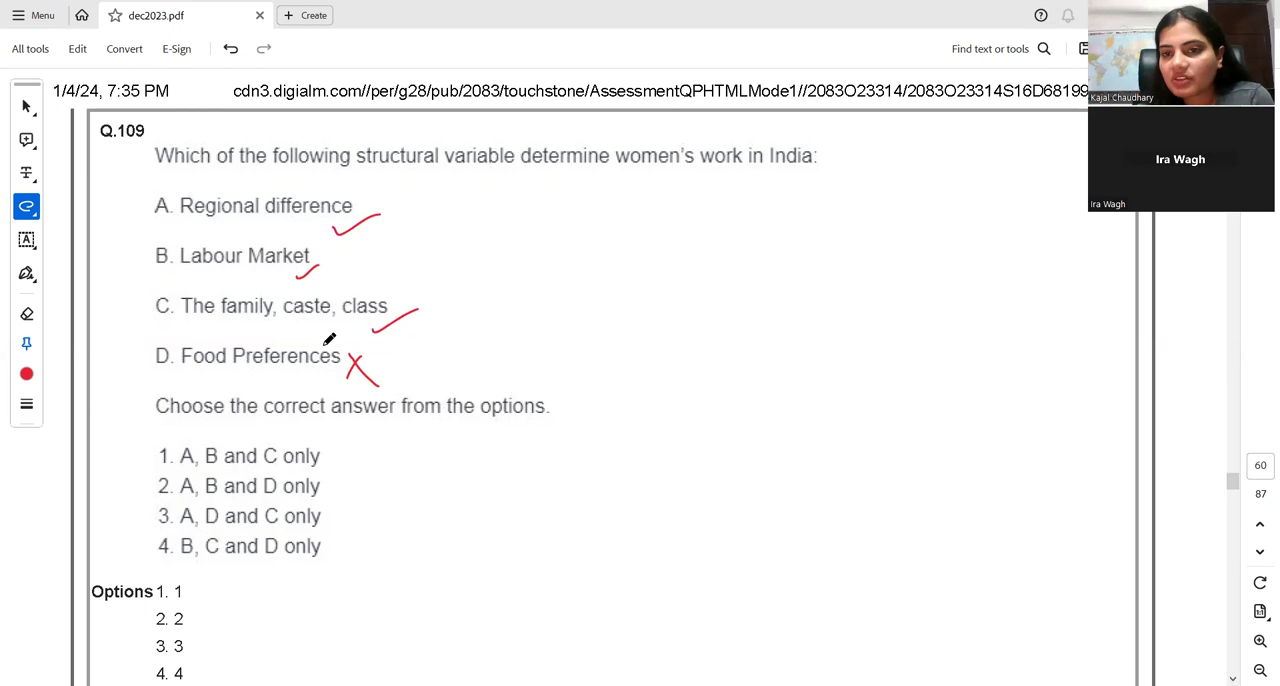 Menu
dec2023.pdf
Create
All tools
Edit
Convert
E-Sign
Find text or tools
1/4/24, 7:35 PM
cdn3.digialm.com//per/g28/pub/2083/touchstone/AssessmentQPHTMLMode1//2083O23314/2083O23314S16D68199
Kajal Chaudhary
Ira Wagh
Ira Wagh
Q.109
Which of the following structural variable determine women's work in India:
A. Regional difference
B. Labour Market
C. The family, caste, class
D. Food Preferences
Choose the correct answer from the options.
1. A, B and C only
2. A, B and D only
3. A, D and C only
4. B, C and D only
Options 1. 1
2. 2
3. 3
4. 4
60
87